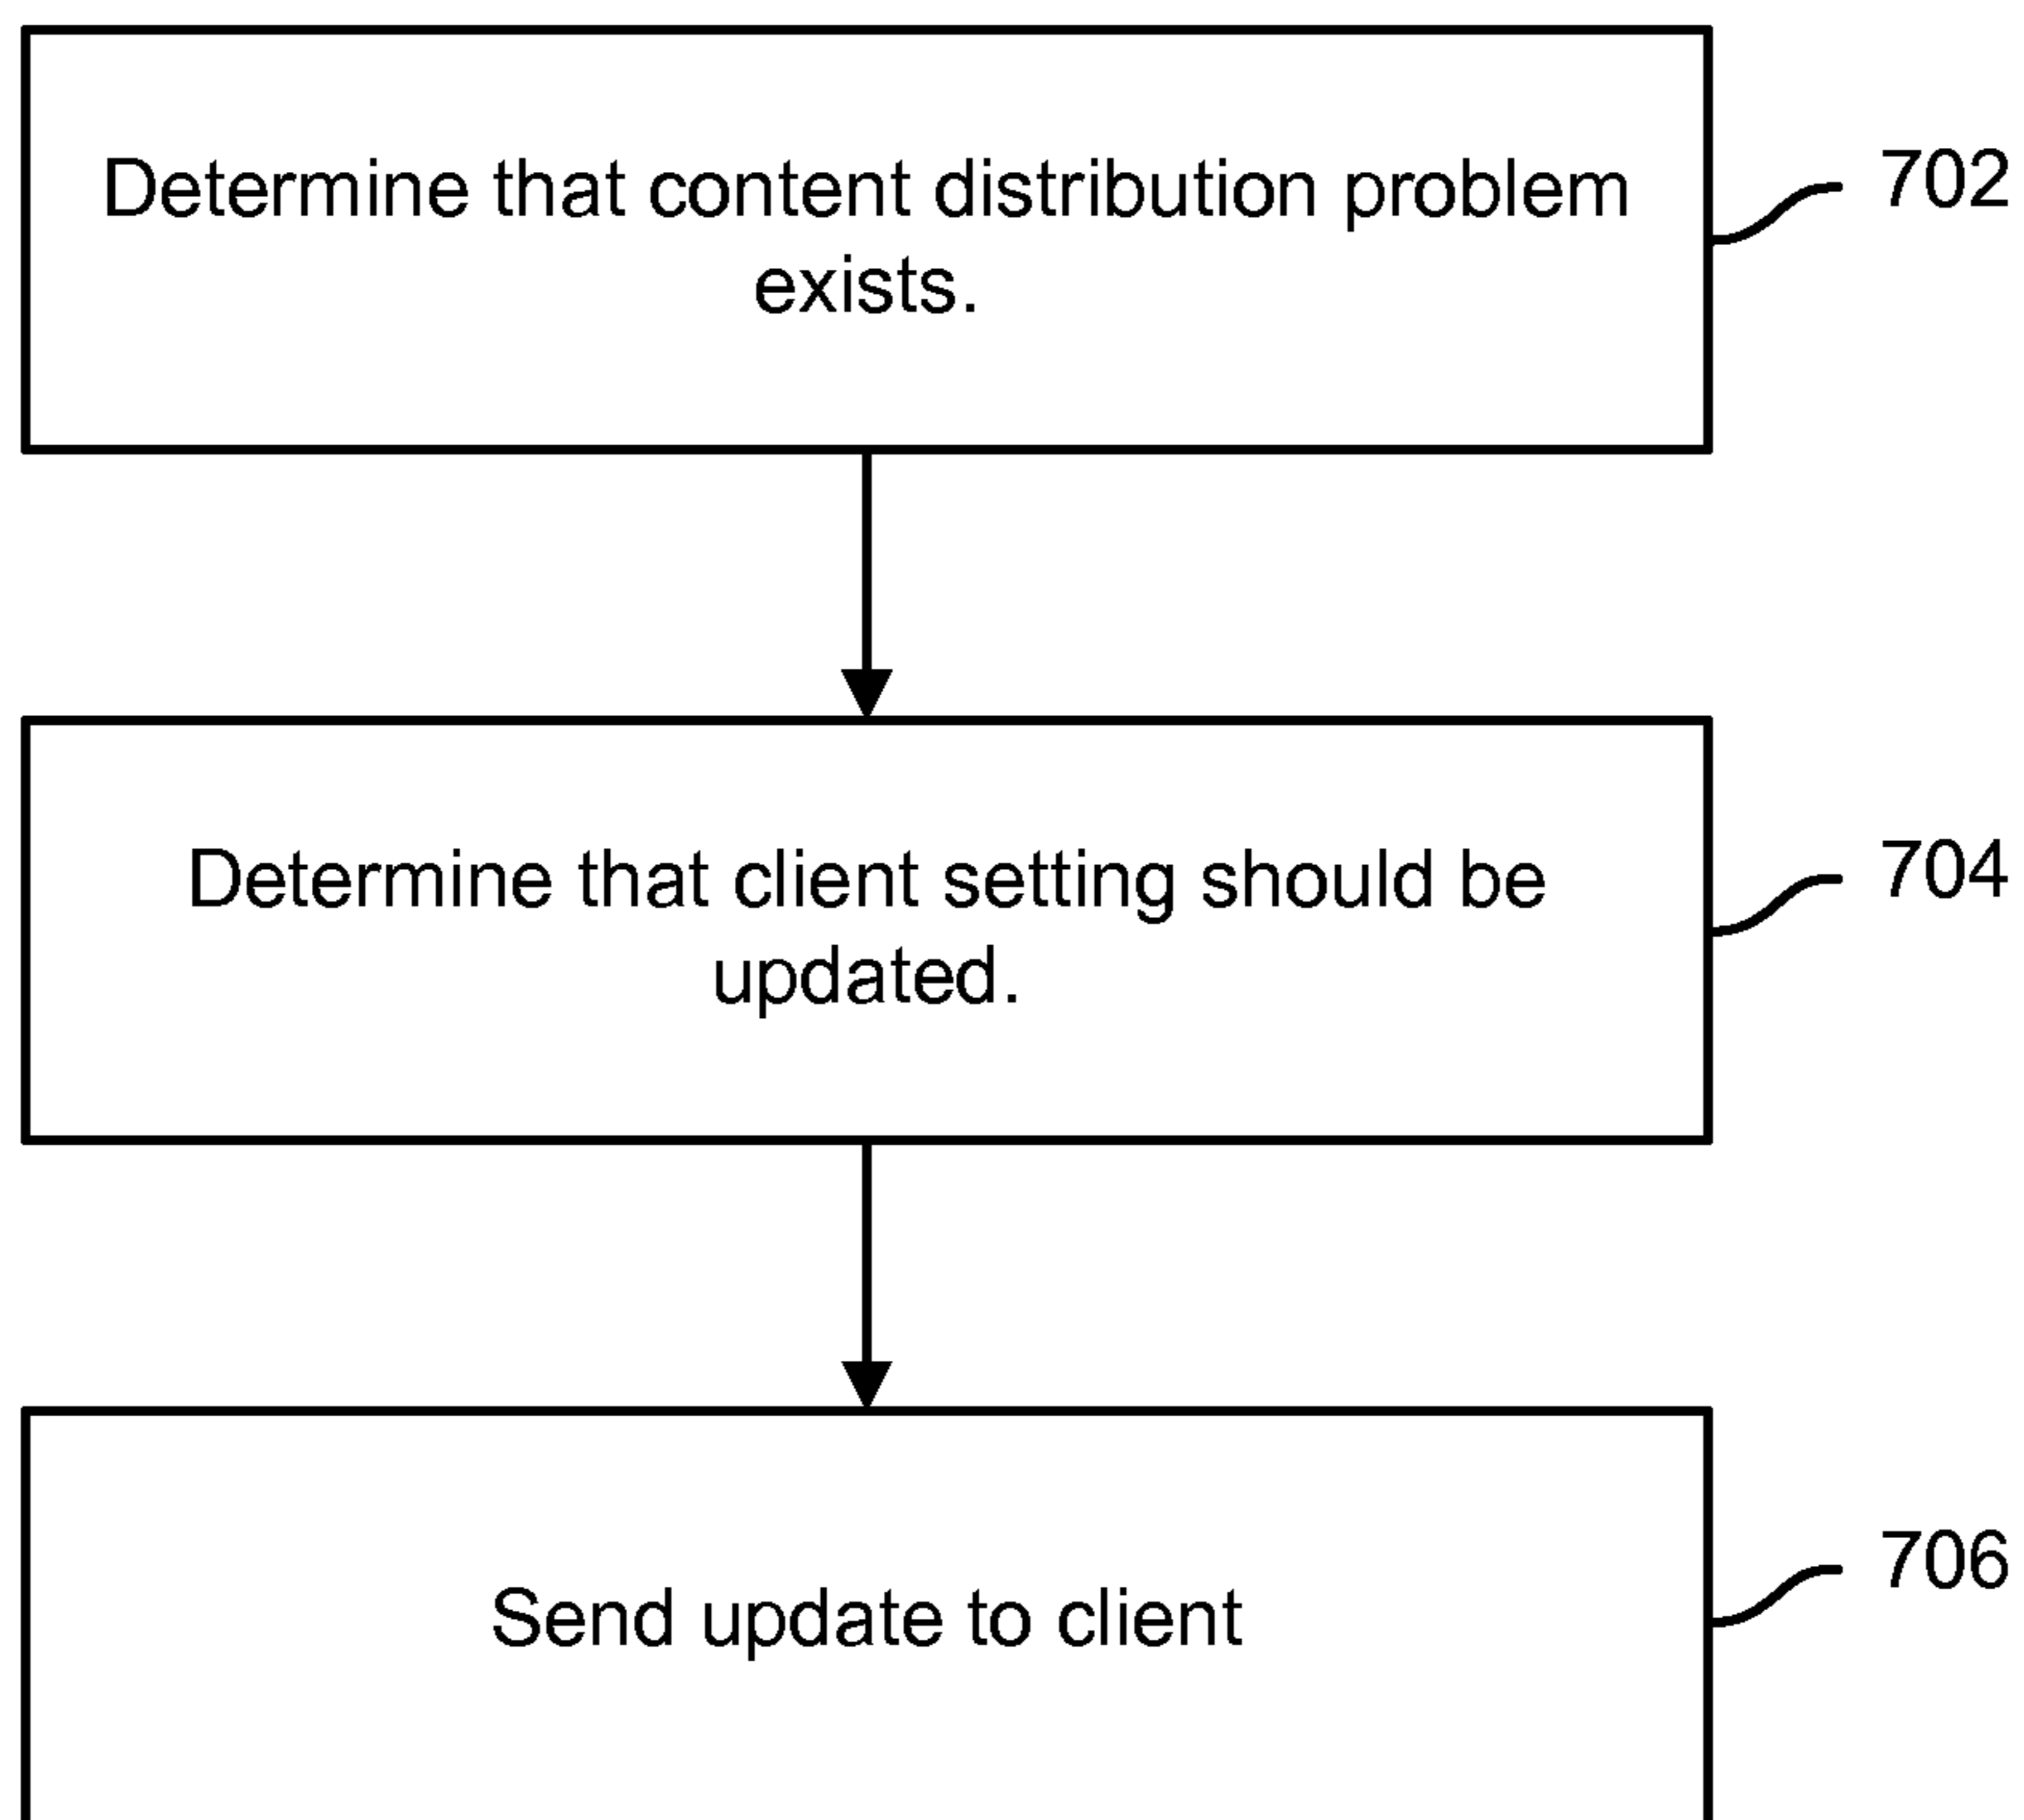 Determine that content distribution problem
exists.
702
Determine that client setting should be
updated.
704
Send update to client
706